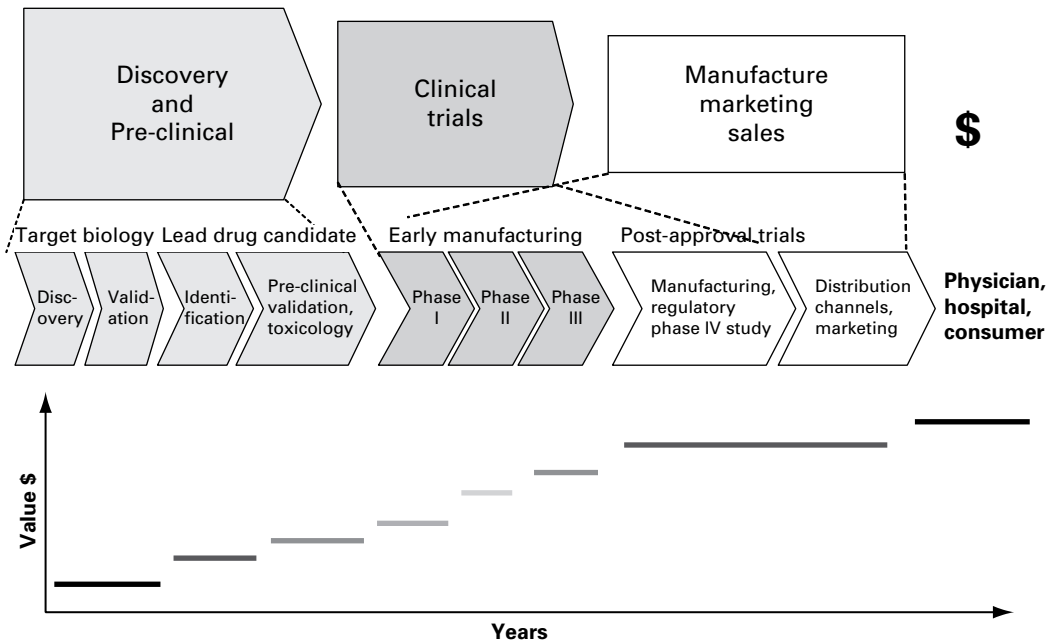 Discovery
and
Pre-clinical
Clinical
trials
Manufacture
marketing
sales
$
Target biology
Lead drug candidate
Early manufacturing
Post-approval trials
Disc-
overy
Valid-
ation
Identi-
fication
Pre-clinical
validation,
toxicology
Phase
I
Phase
II
Phase
III
Manufacturing,
regulatory
phase IV study
Distribution
channels,
marketing
Physician,
hospital,
consumer
Value $
Years